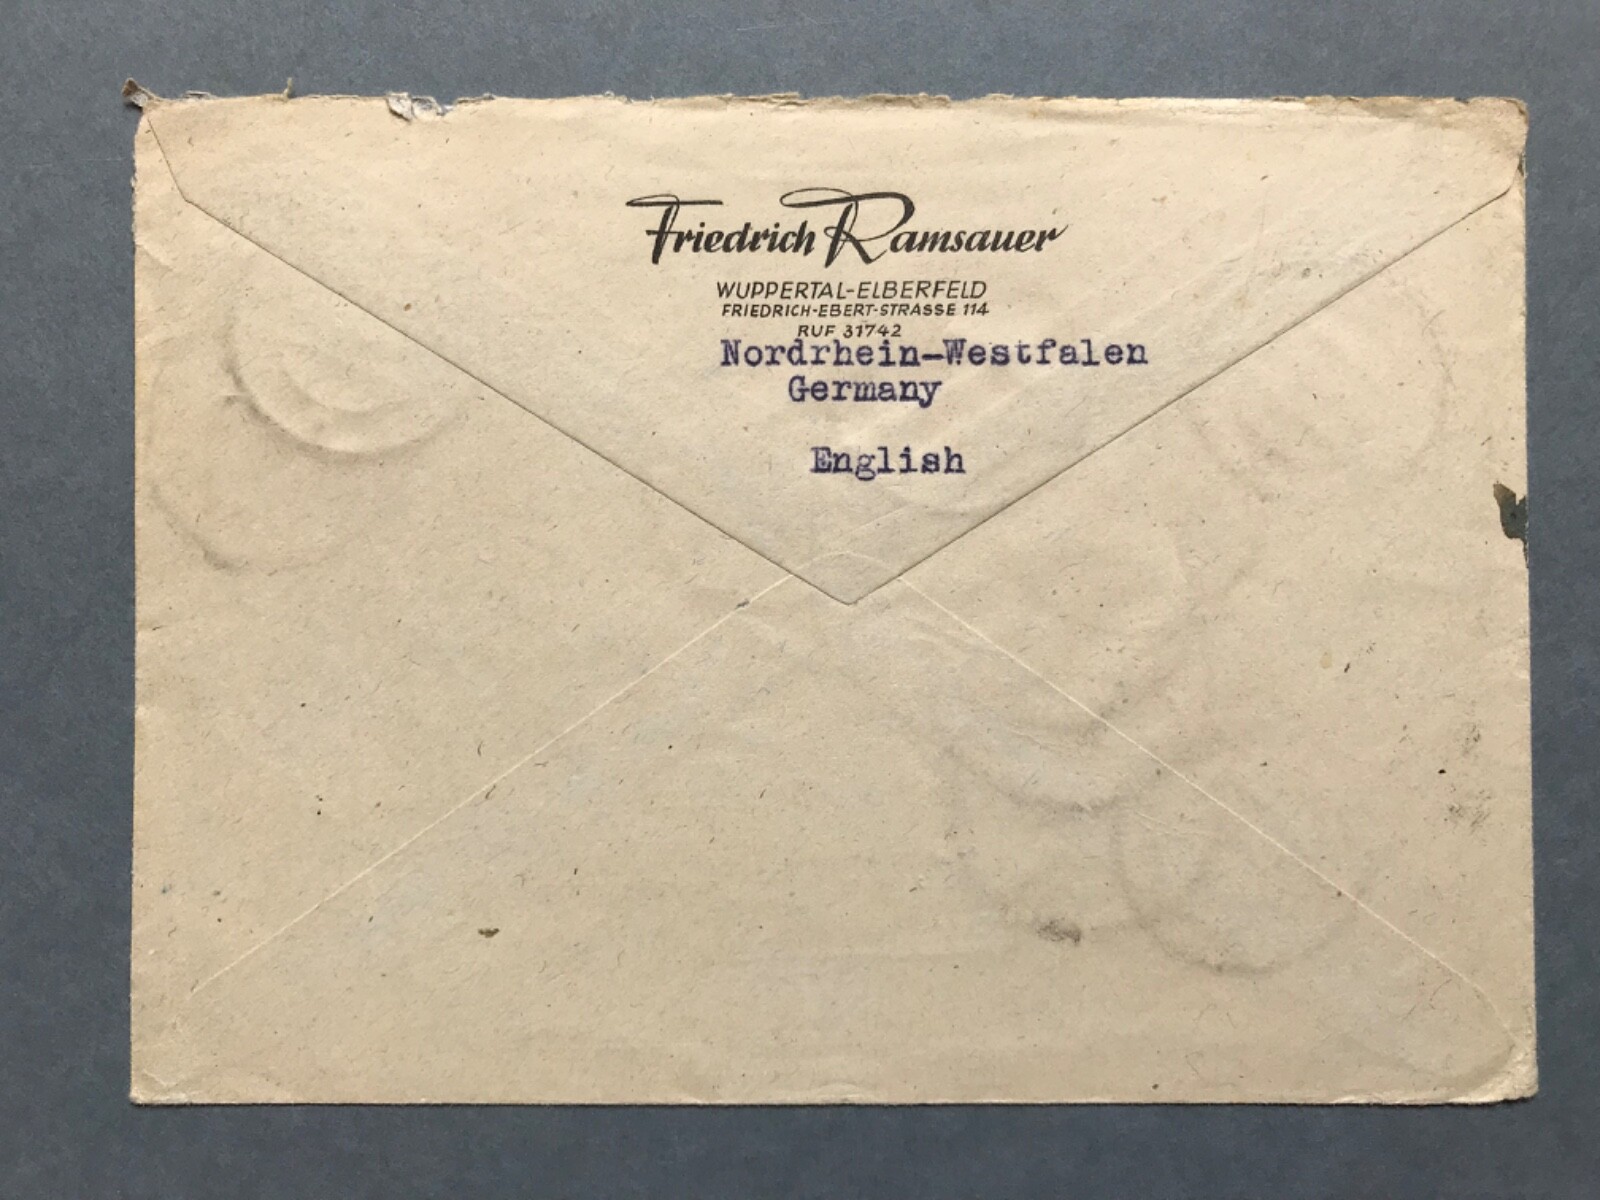 Friedrich Ramsauer
WUPPERTAL-ELBERFELD
FRIEDRICH-EBERT-STRASSE 114
RUF 31742
Nordrhein-Westfalen
Germany
English